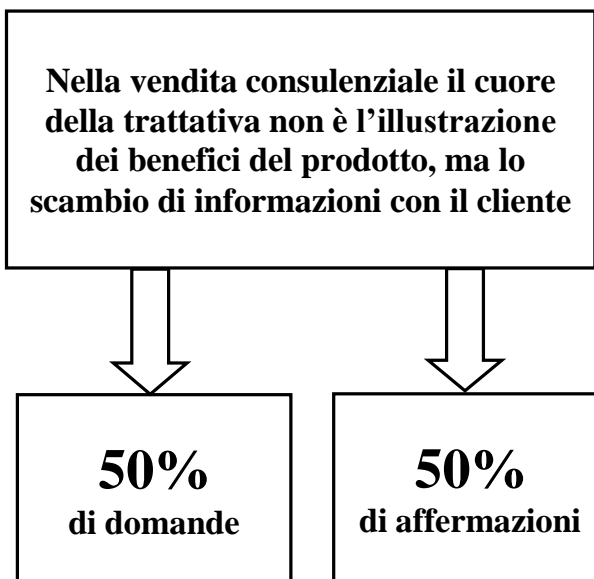 Nella vendita consulenziale il cuore
della trattativa non è l’illustrazione
dei benefici del prodotto, ma lo
scambio di informazioni con il cliente
50%
di domande
50%
di affermazioni